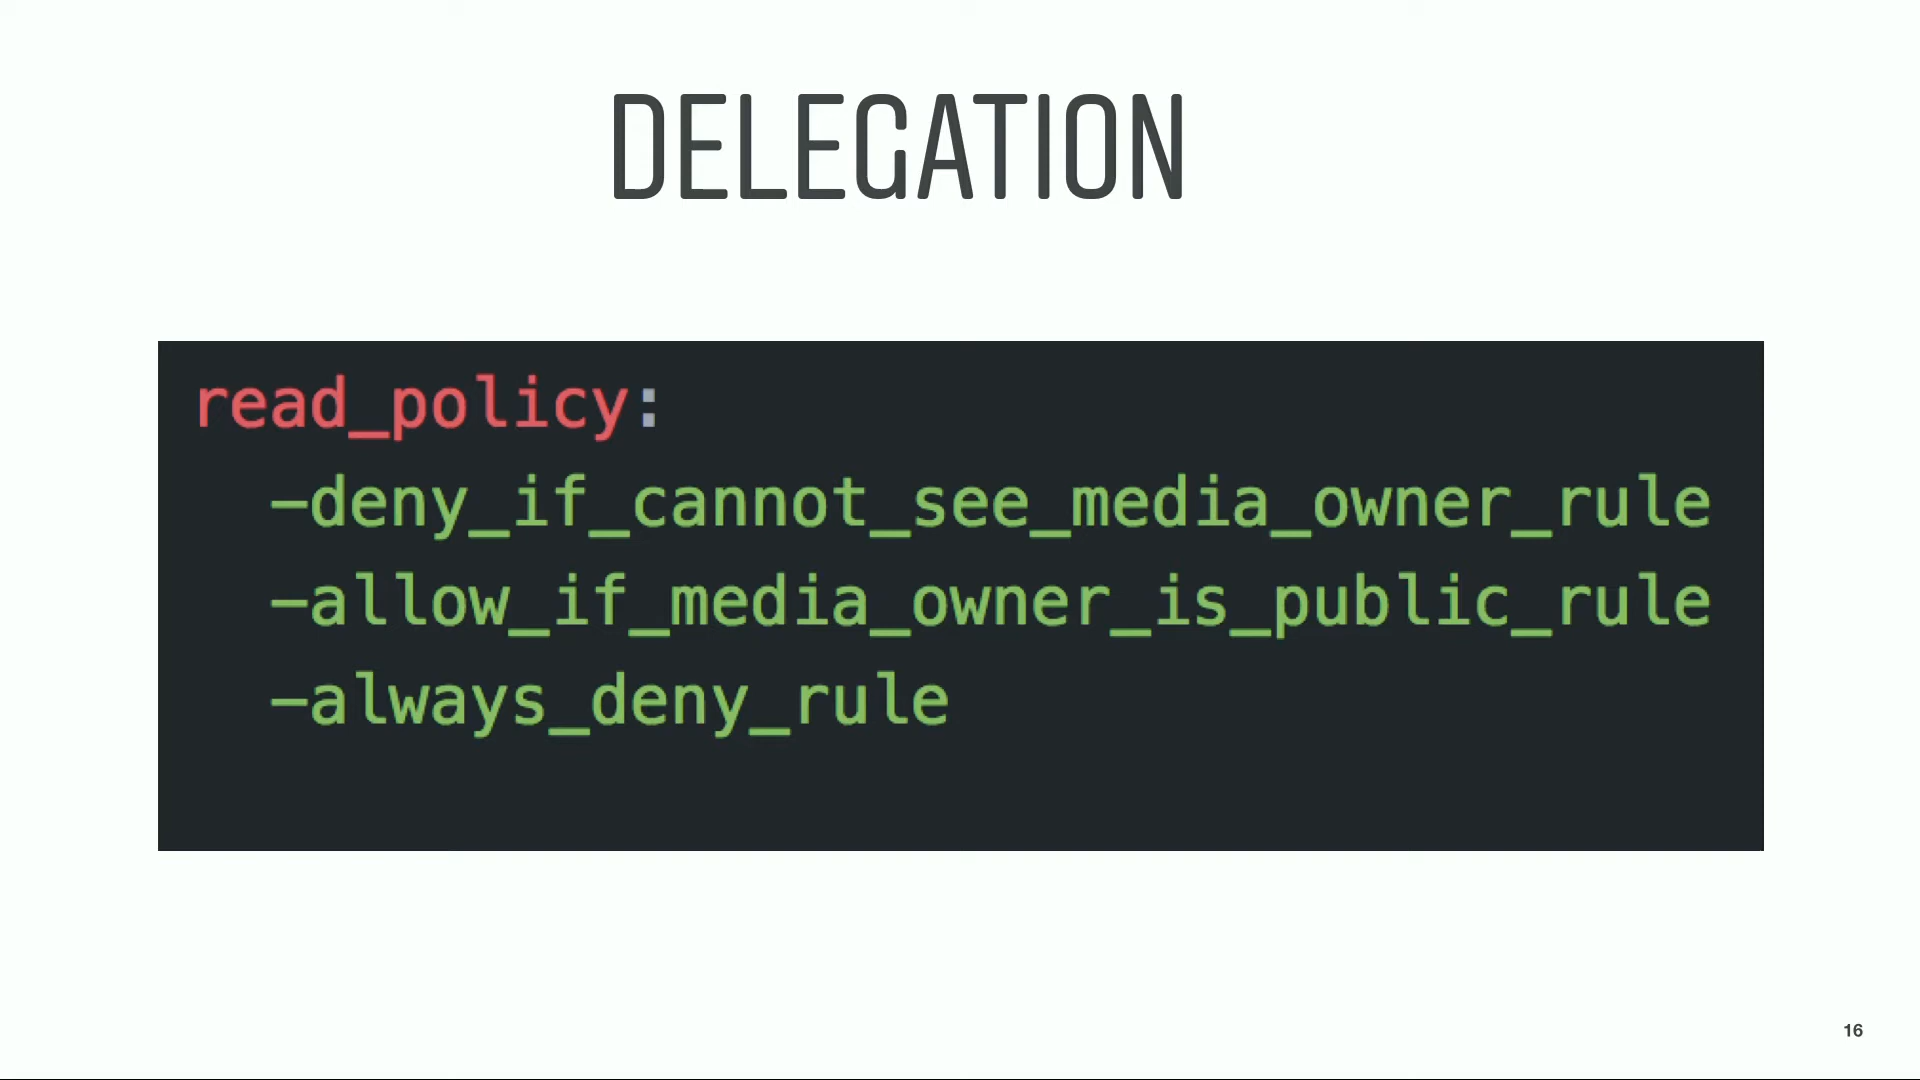 DELEGATION
read_policy:
  -deny_if_cannot_see_media_owner_rule
  -allow_if_media_owner_is_public_rule
  -always_deny_rule
16